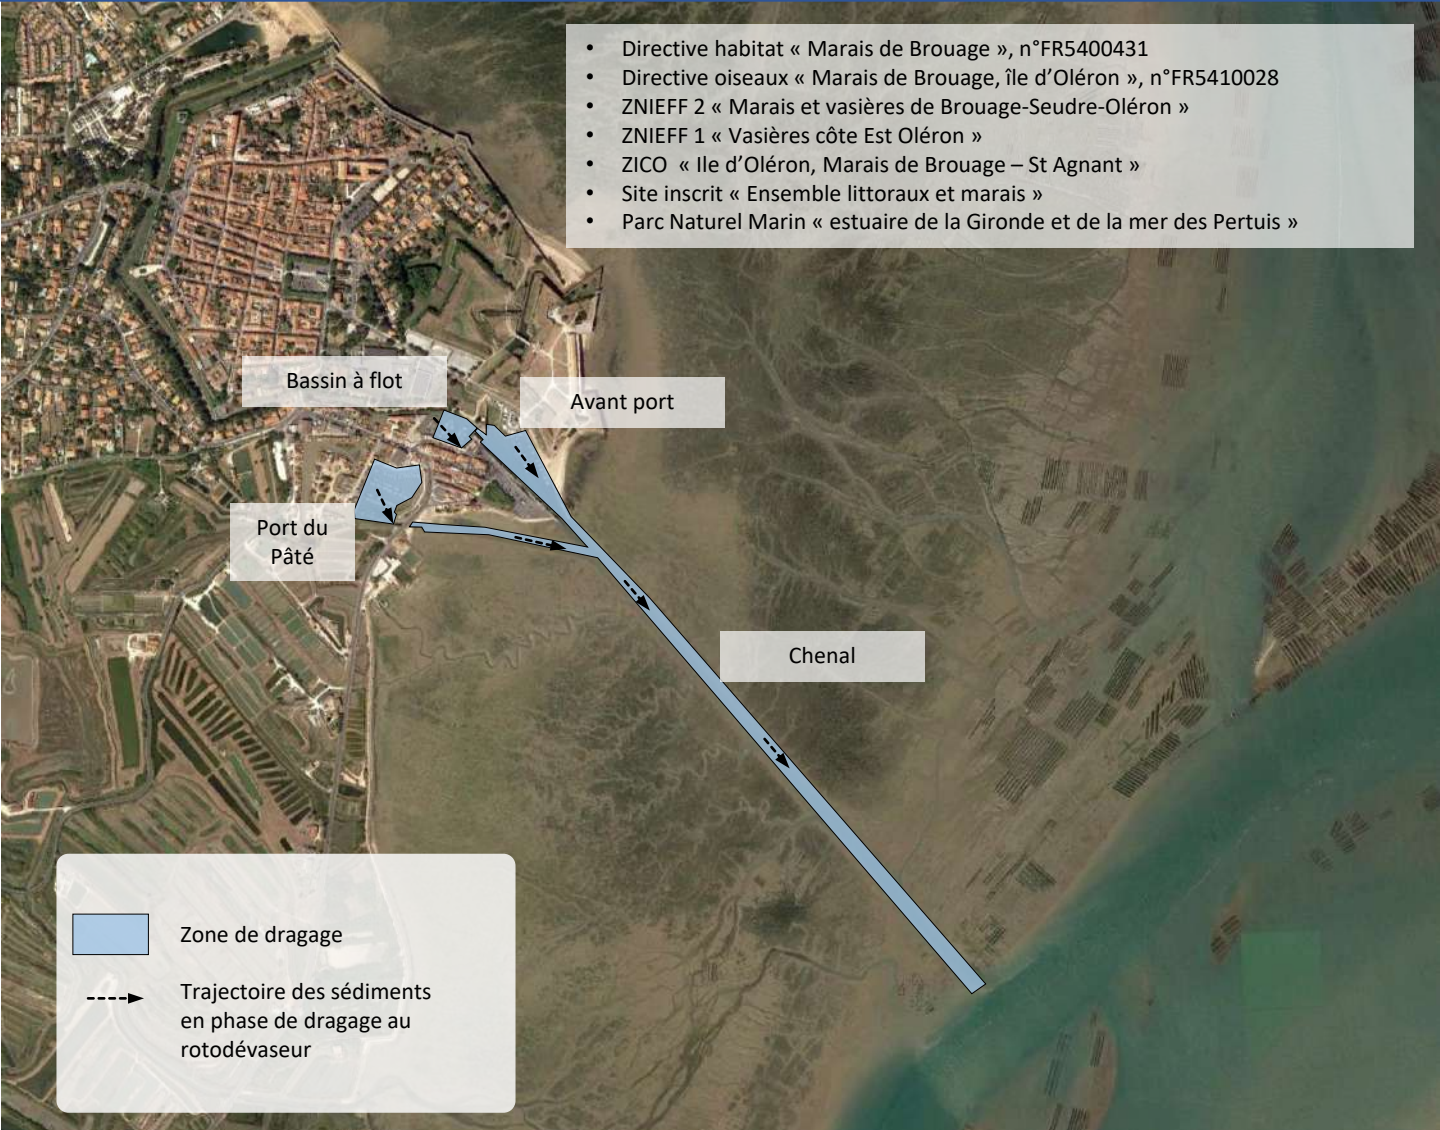 • Directive habitat « Marais de Brouage », n°FR5400431
• Directive oiseaux « Marais de Brouage, île d’Oléron », n°FR5410028
• ZNIEFF 2 « Marais et vasières de Brouage-Seudre-Oléron »
• ZNIEFF 1 « Vasières côte Est Oléron »
• ZICO « Ile d’Oléron, Marais de Brouage – St Agnant »
• Site inscrit « Ensemble littoraux et marais »
• Parc Naturel Marin « estuaire de la Gironde et de la mer des Pertuis »
Bassin à flot
Avant port
Port du
Pâté
Chenal
Zone de dragage
Trajectoire des sédiments
en phase de dragage au
rotodévaseur